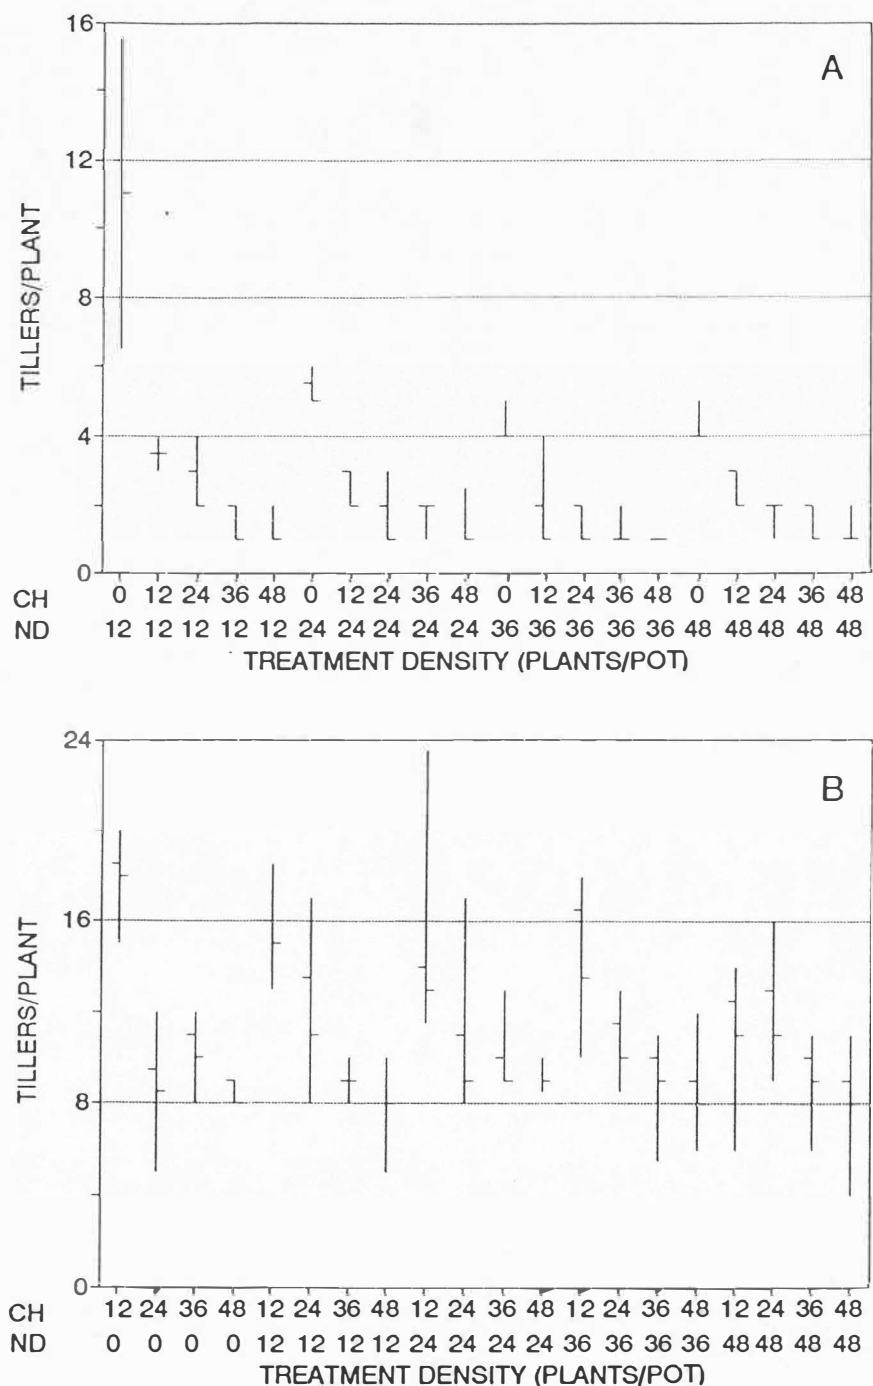 16
A
12
TILLERS/PLANT
8
4
0
CH 0 12 24 36 48 0 12 24 36 48 0 12 24 36 48 0 12 24 36 48
ND 12 12 12 12 12 24 24 24 24 24 36 36 36 36 36 48 48 48 48 48
TREATMENT DENSITY (PLANTS/POT)
24
B
16
TILLERS/PLANT
8
0
CH 12 24 36 48 12 24 36 48 12 24 36 48 12 24 36 48 12 24 36 48
ND 0 0 0 0 12 12 12 12 24 24 24 24 36 36 36 36 48 48 48 48
TREATMENT DENSITY (PLANTS/POT)